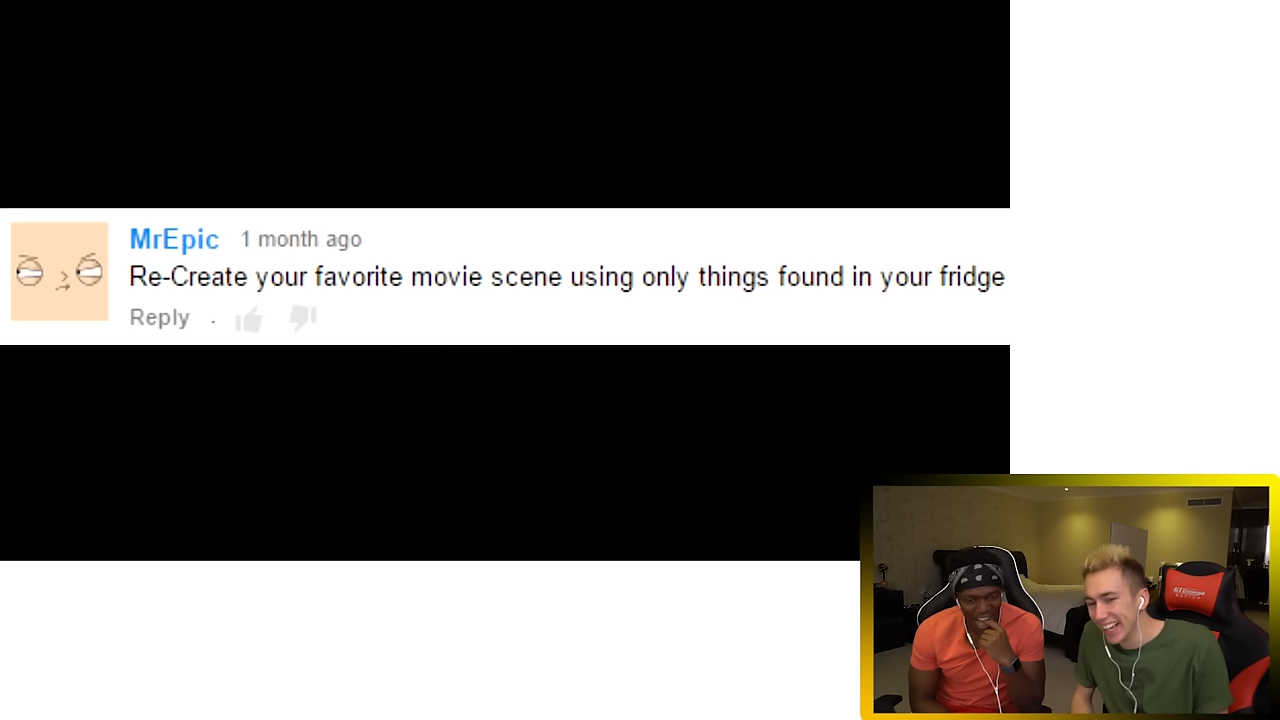 MrEpic 1 month ago
Re-Create your favorite movie scene using only things found in your fridge
Reply .